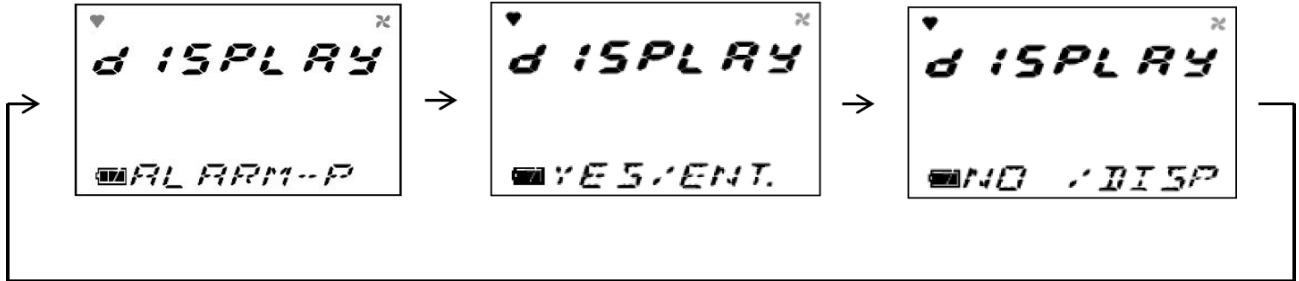 dISPLAY
ALARM-P
dISPLAY
YES/ENT.
dISPLAY
NO /DISP